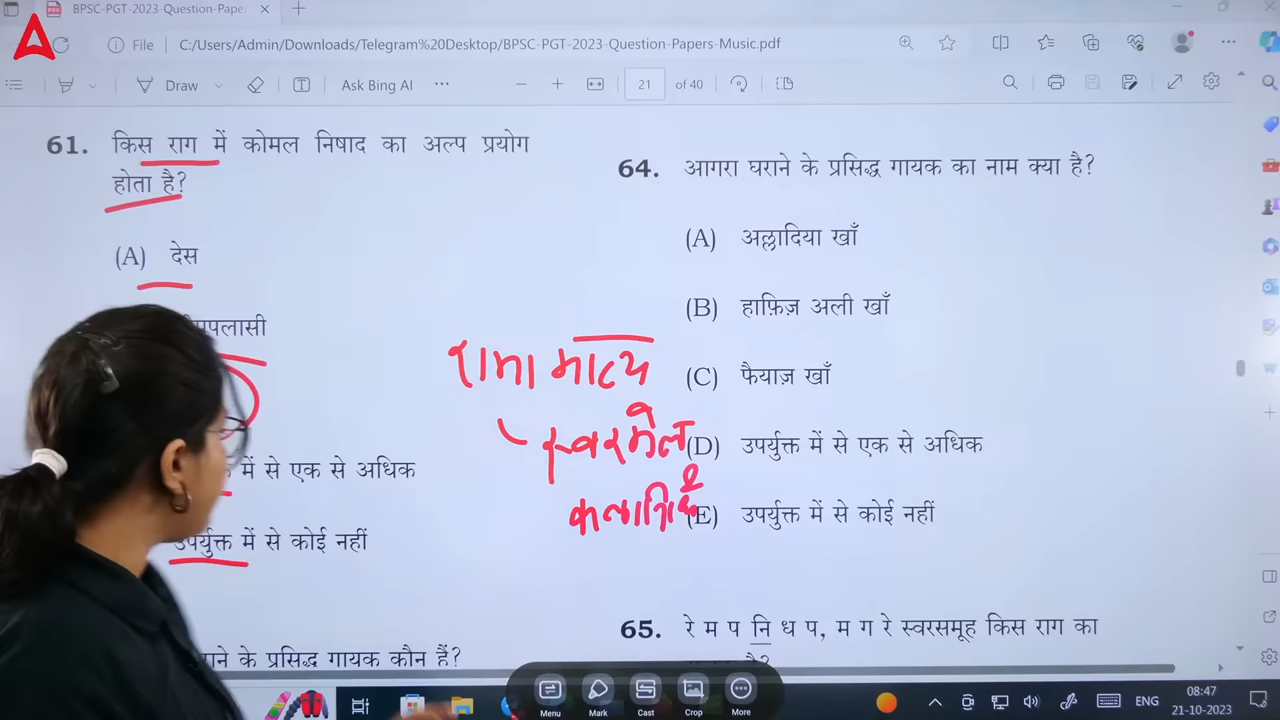 BPSC-PGT-2023-Question-Pape
File C:/Users/Admin/Downloads/Telegram%20Desktop/BPSC-PGT-2023-Question-Papers-Music.pdf
Draw
Ask Bing AI
21 of 40
61. किस राग में कोमल निषाद का अल्प प्रयोग
होता है?
(A) देस
में से एक से अधिक
उपर्युक्त में से कोई नहीं
के प्रसिद्ध गायक कौन हैं?
रामा मात्य
स्वरमेल
64. आगरा घराने के प्रसिद्ध गायक का नाम क्या है?
(A) अल्लादिया खाँ
(B) हाफ़िज़ अली खाँ
(C) फैयाज़ खाँ
(D) उपर्युक्त में से एक से अधिक
(E) उपर्युक्त में से कोई नहीं
65. रे म प नि ध प, म ग रे स्वरसमूह किस राग का
Menu Mark Cast Crop More
ENG
08:47
21-10-2023